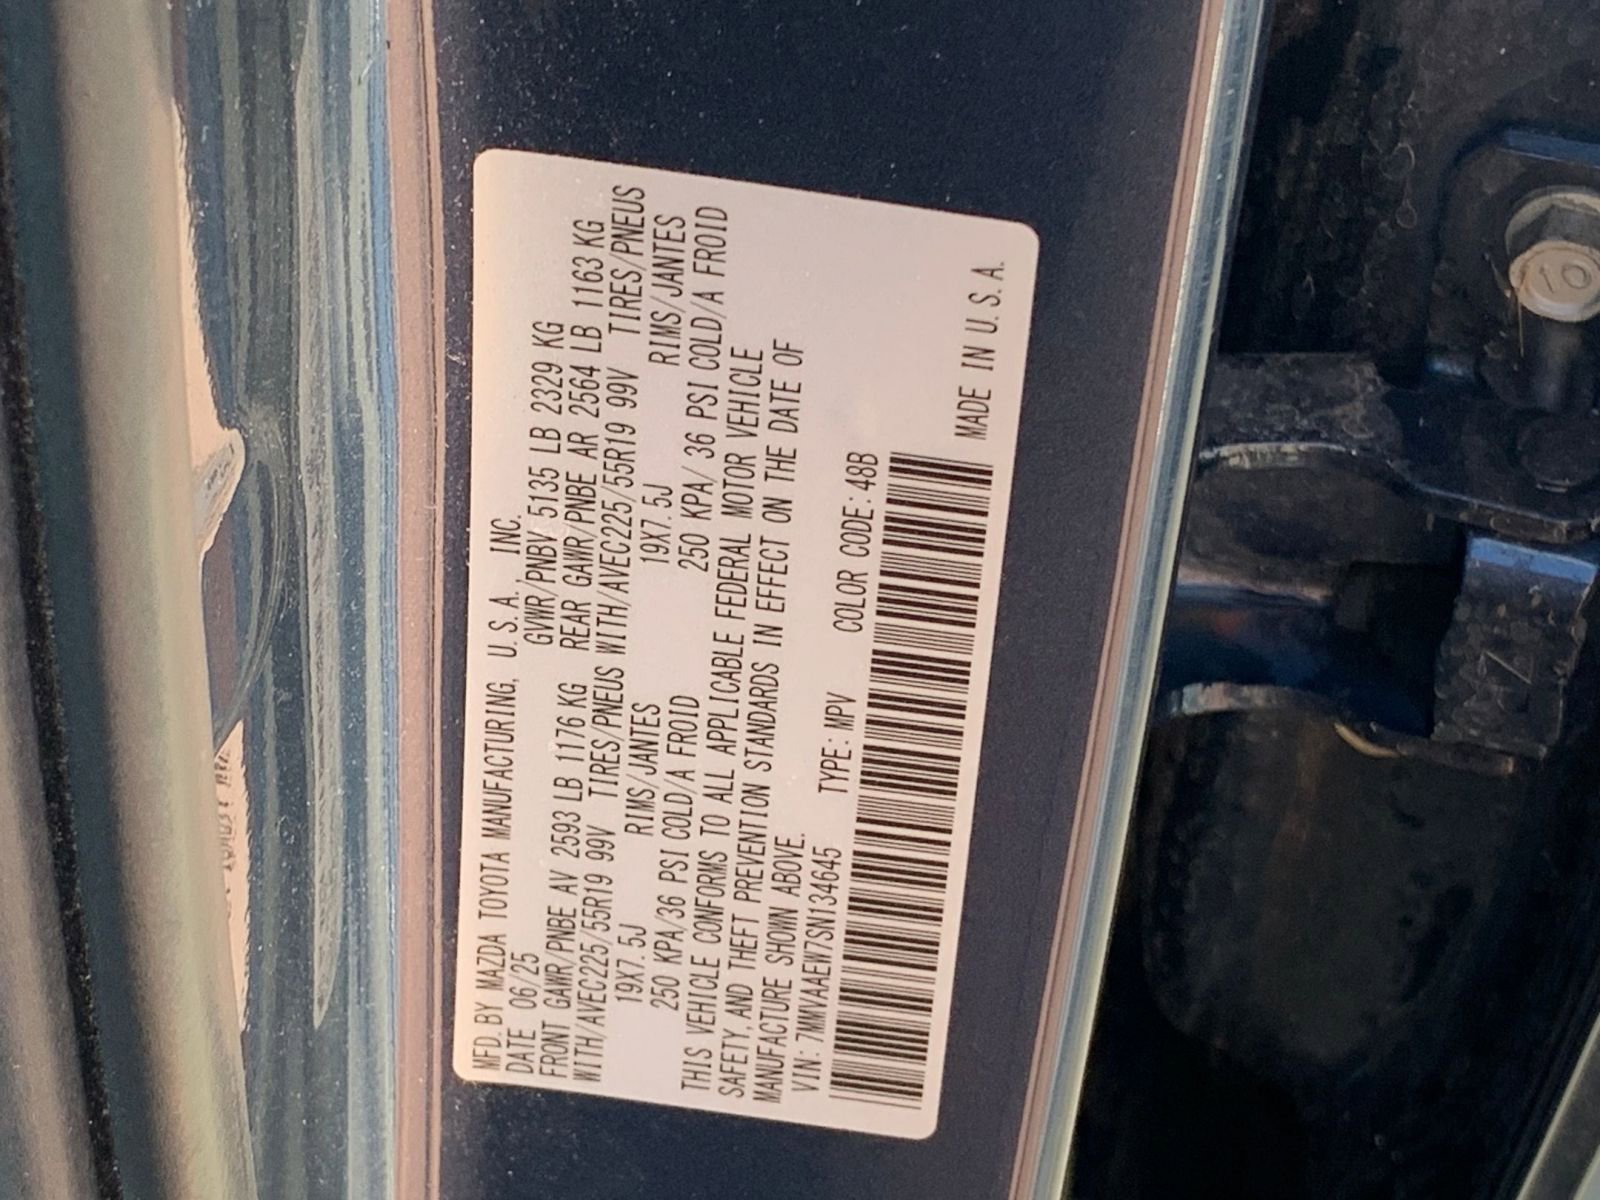 MFD. BY MAZDA TOYOTA MANUFACTURING, U. S. A., INC.
DATE 06/25 GVWR/PNBV 5135 LB 2329 KG
FRONT GAWR/PNBE AV 2593 LB 1176 KG REAR GAWR/PNBE AR 2564 LB 1163 KG
WITH/AVEC225/55R19 99V TIRES/PNEUS WITH/AVEC225/55R19 99V TIRES/PNEUS
19X7. 5J RIMS/JANTES 19X7. 5J RIMS/JANTES
250 KPA/36 PSI COLD/A FROID 250 KPA/ 36 PSI COLD/A FROID
THIS VEHICLE CONFORMS TO ALL APPLICABLE FEDERAL MOTOR VEHICLE
SAFETY, AND THEFT PREVENTION STANDARDS IN EFFECT ON THE DATE OF
MANUFACTURE SHOWN ABOVE.
VIN: 7MMVAAEW7SN134645 TYPE: MPV COLOR CODE: 48B
MADE IN U. S. A.
10